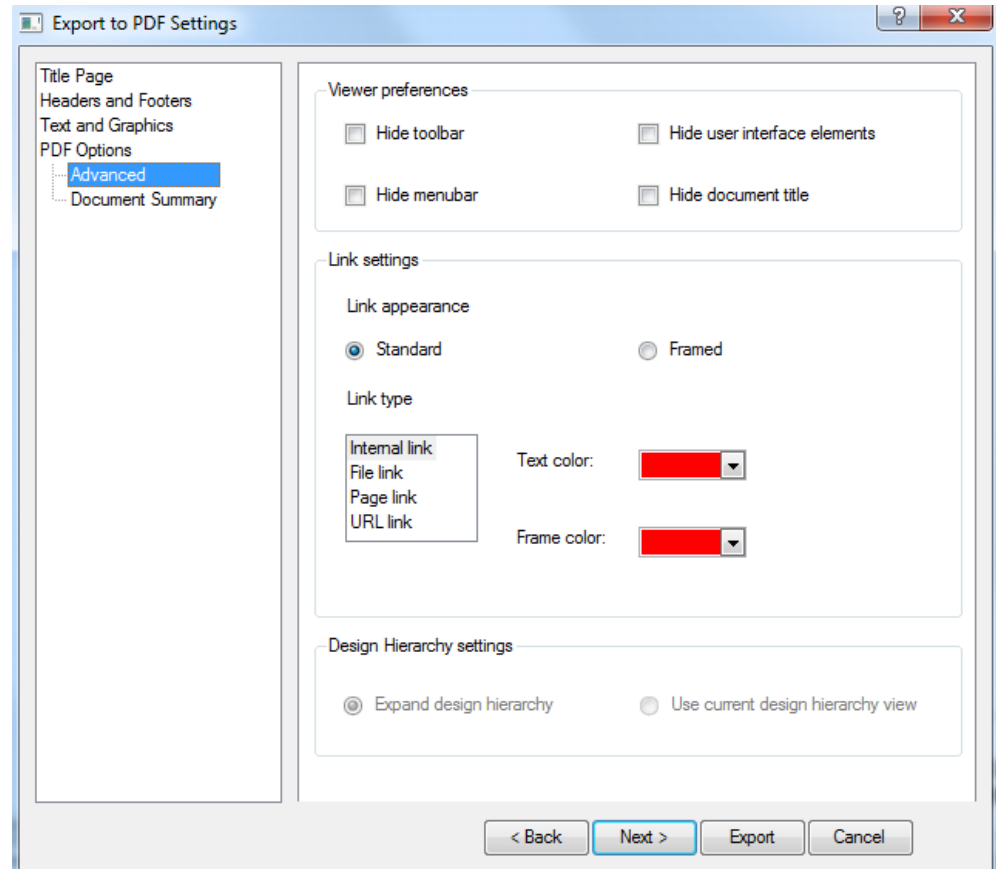 Export to PDF Settings
Title Page
Headers and Footers
Text and Graphics
PDF Options
Advanced
Document Summary
Viewer preferences
Hide toolbar
Hide user interface elements
Hide menubar
Hide document title
Link settings
Link appearance
Standard
Framed
Link type
Internal link
File link
Page link
URL link
Text color:
Frame color:
Design Hierarchy settings
Expand design hierarchy
Use current design hierarchy view
< Back
Next >
Export
Cancel